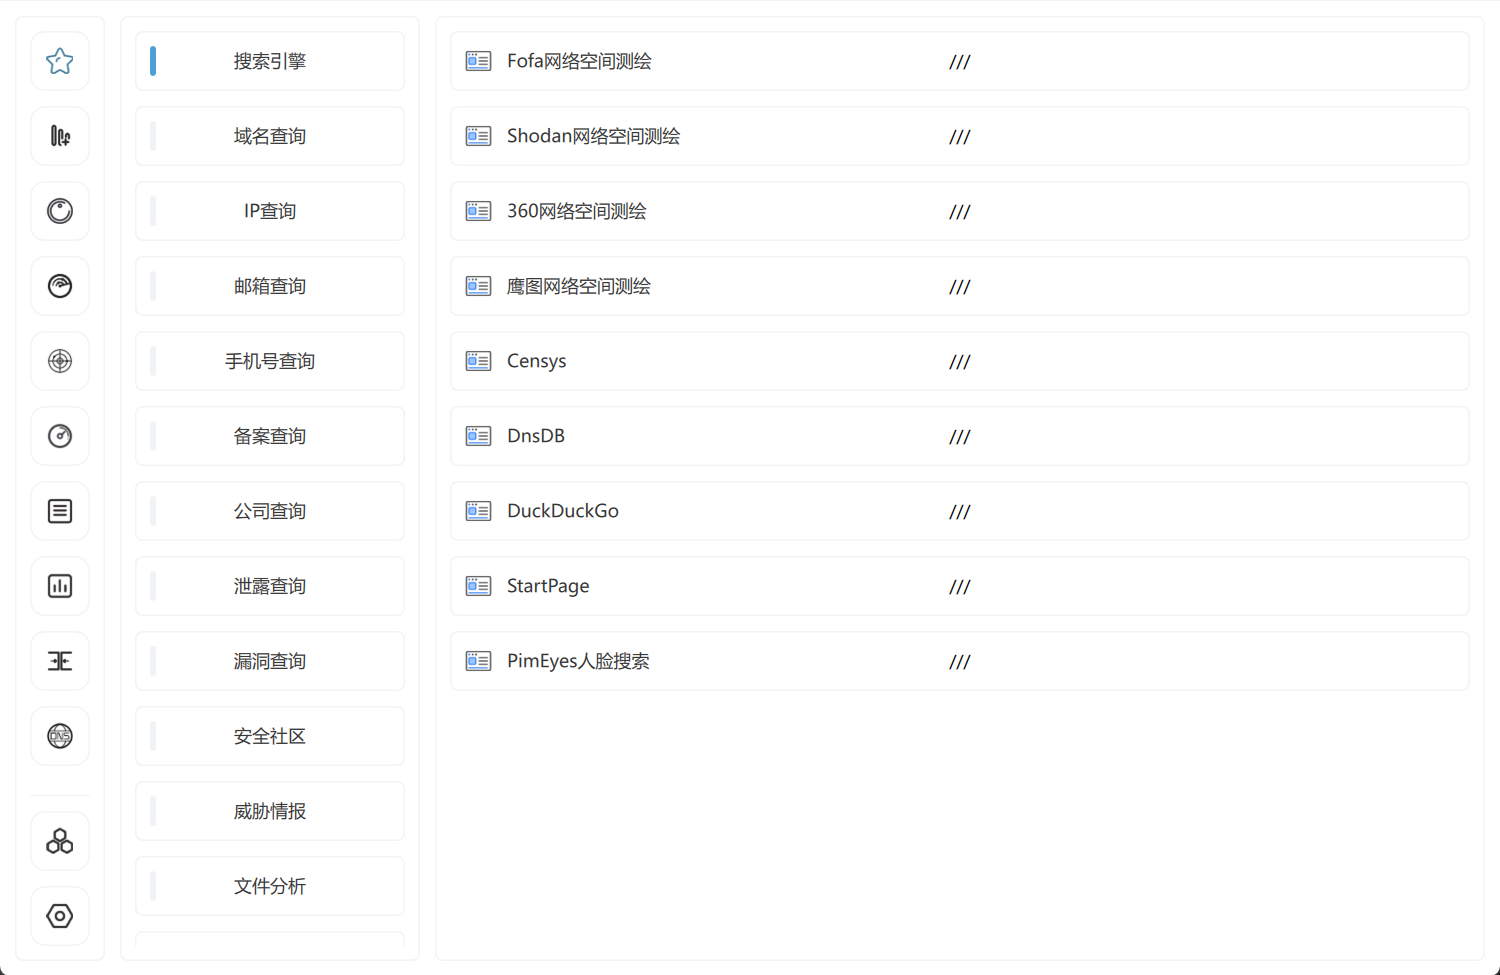 搜索引擎
域名查询
IP查询
邮箱查询
手机号查询
备案查询
公司查询
泄露查询
漏洞查询
安全社区
威胁情报
文件分析
Fofa网络空间测绘 ///
Shodan网络空间测绘 ///
360网络空间测绘 ///
鹰图网络空间测绘 ///
Censys ///
DnsDB ///
DuckDuckGo ///
StartPage ///
PimEyes人脸搜索 ///
DNS